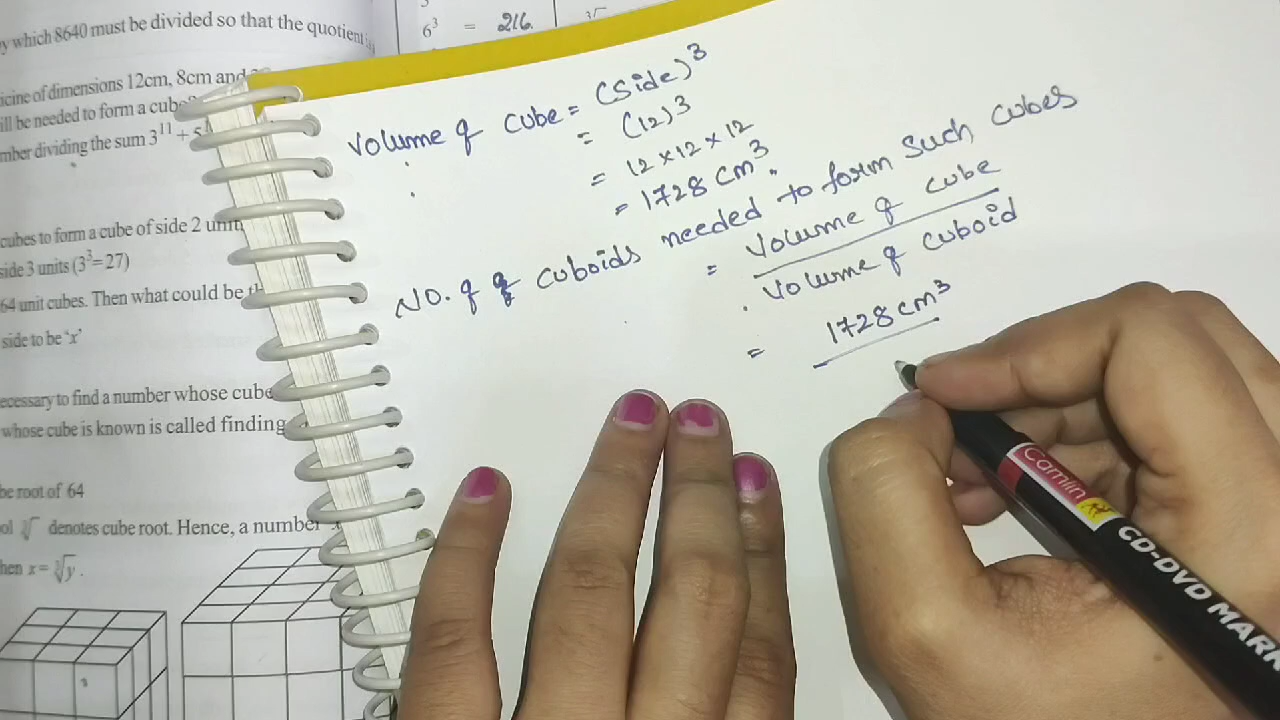 y which 8640 must be divided so that the quotient
6³ = 216.
icine of dimensions 12cm, 8cm and
ill be needed to form a cube
mber dividing the sum 3¹¹ + 5
cubes to form a cube of side 2 unit
side 3 units (3³=27)
64 unit cubes. Then what could be th
side to be 'x'
ecessary to find a number whose cube
whose cube is known is called finding
be root of 64
ol ∛ denotes cube root. Hence, a number
hen x = ∛y.
Volume of cube = (side)³
= (12)³
= 12 × 12 × 12
= 1728 cm³.
No. of cuboids needed to form such cubes
= Volume of cube
Volume of cuboid
= 1728 cm³
Camlin
CD-DVD MARK